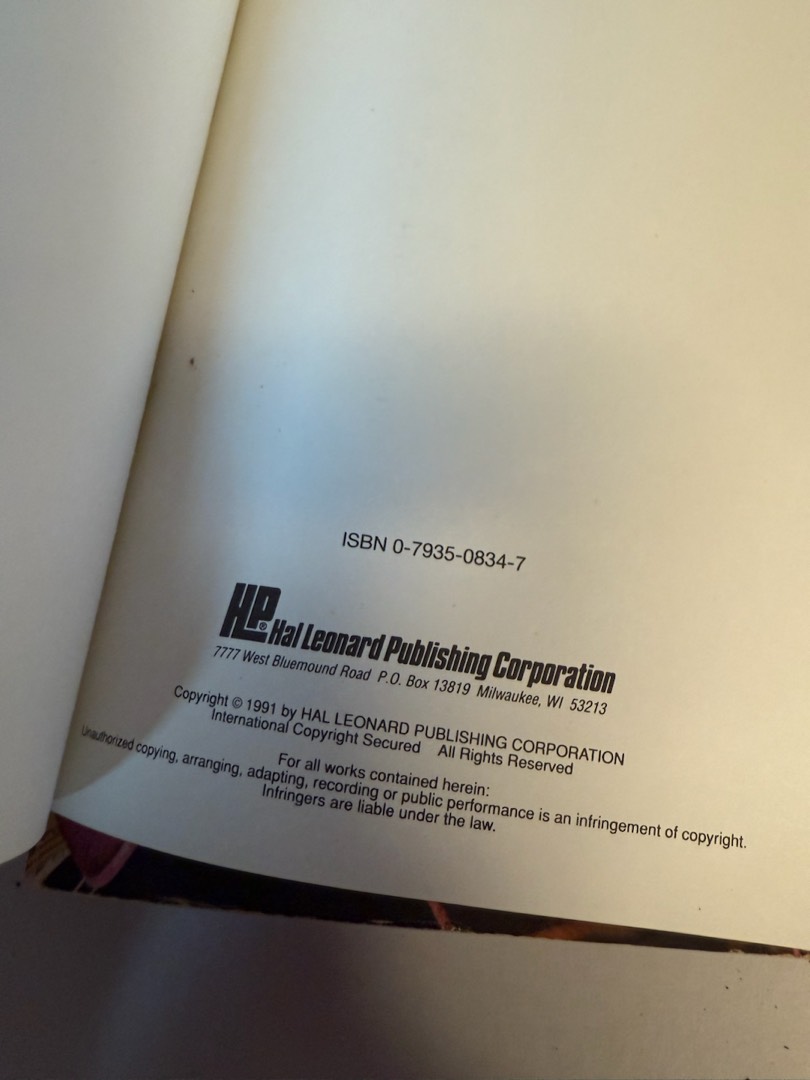 ISBN 0-7935-0834-7
HP® Hal Leonard Publishing Corporation
7777 West Bluemound Road P.O. Box 13819 Milwaukee, WI 53213
Copyright © 1991 by HAL LEONARD PUBLISHING CORPORATION
International Copyright Secured All Rights Reserved
For all works contained herein:
Unauthorized copying, arranging, adapting, recording or public performance is an infringement of copyright.
Infringers are liable under the law.